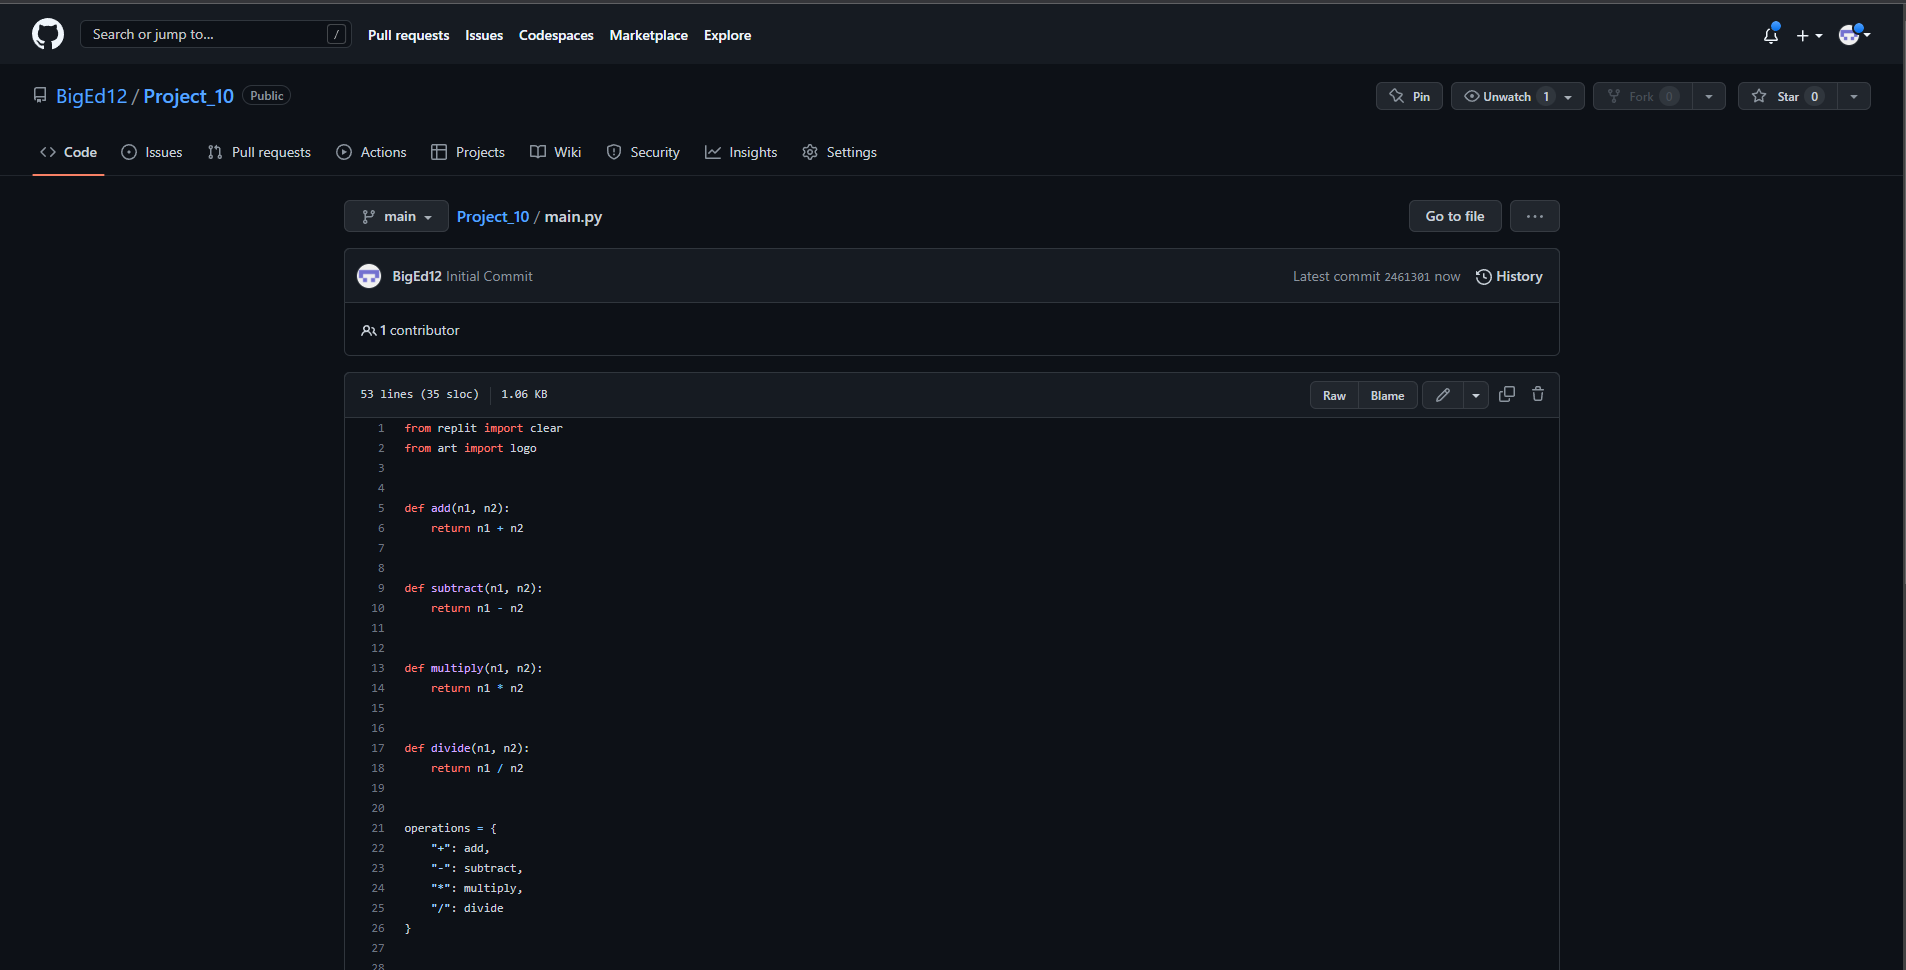 Search or jump to... / Pull requests Issues Codespaces Marketplace Explore
BigEd12 / Project_10 Public Pin Unwatch 1 Fork 0 Star 0
Code Issues Pull requests Actions Projects Wiki Security Insights Settings
main Project_10 / main.py Go to file ...
BigEd12 Initial Commit Latest commit 2461301 now History
1 contributor
53 lines (35 sloc) 1.06 KB Raw Blame
1 from replit import clear
2 from art import logo
3
4
5 def add(n1, n2):
6     return n1 + n2
7
8
9 def subtract(n1, n2):
10     return n1 - n2
11
12
13 def multiply(n1, n2):
14     return n1 * n2
15
16
17 def divide(n1, n2):
18     return n1 / n2
19
20
21 operations = {
22     "+": add,
23     "-": subtract,
24     "*": multiply,
25     "/": divide
26 }
27
28